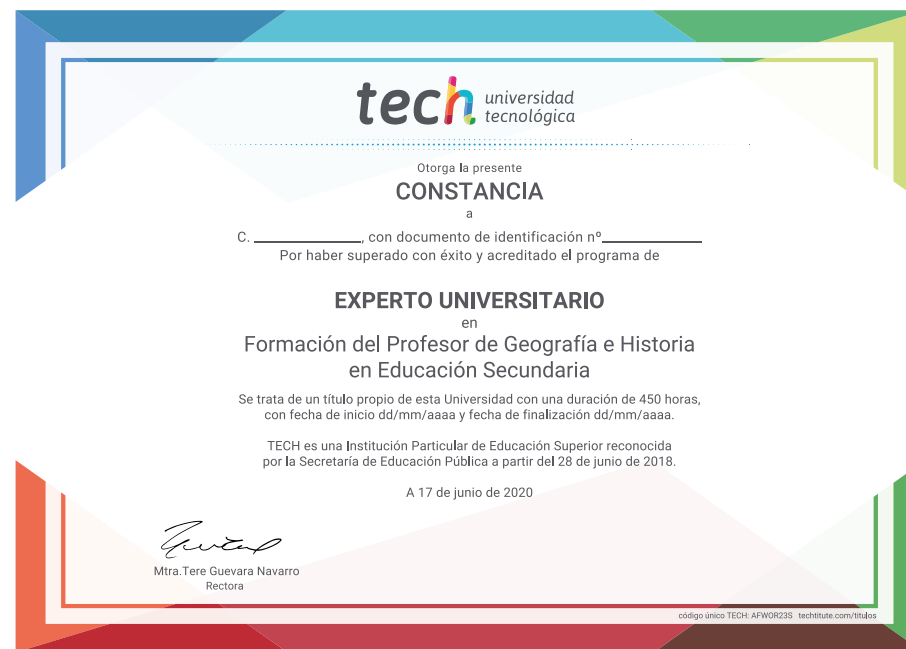 tech universidad
tecnológica
Otorga la presente
CONSTANCIA
a
C. ____________, con documento de identificación nº____________
Por haber superado con éxito y acreditado el programa de
EXPERTO UNIVERSITARIO
en
Formación del Profesor de Geografía e Historia
en Educación Secundaria
Se trata de un título propio de esta Universidad con una duración de 450 horas,
con fecha de inicio dd/mm/aaaa y fecha de finalización dd/mm/aaaa.
TECH es una Institución Particular de Educación Superior reconocida
por la Secretaría de Educación Pública a partir del 28 de junio de 2018.
A 17 de junio de 2020
Mtra.Tere Guevara Navarro
Rectora
código único TECH: AFWOR23S techtitute.com/titulos